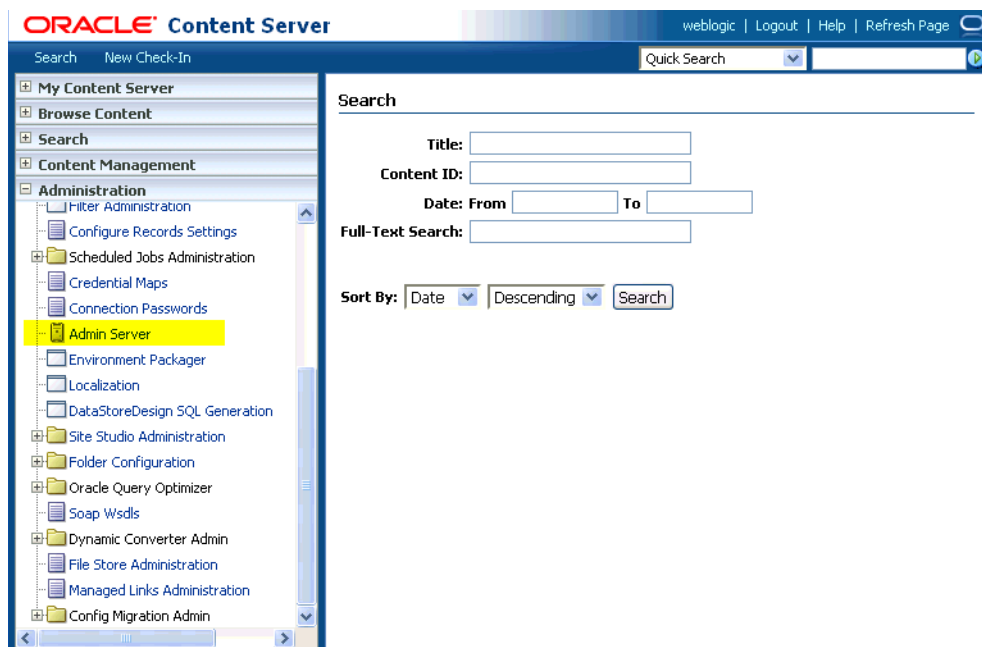 ORACLE Content Server
weblogic | Logout | Help | Refresh Page
Search New Check-In
Quick Search
My Content Server
Browse Content
Search
Content Management
Administration
Filter Administration
Configure Records Settings
Scheduled Jobs Administration
Credential Maps
Connection Passwords
Admin Server
Environment Packager
Localization
DataStoreDesign SQL Generation
Site Studio Administration
Folder Configuration
Oracle Query Optimizer
Soap Wsdls
Dynamic Converter Admin
File Store Administration
Managed Links Administration
Config Migration Admin
Search
Title:
Content ID:
Date: From To
Full-Text Search:
Sort By: Date Descending Search